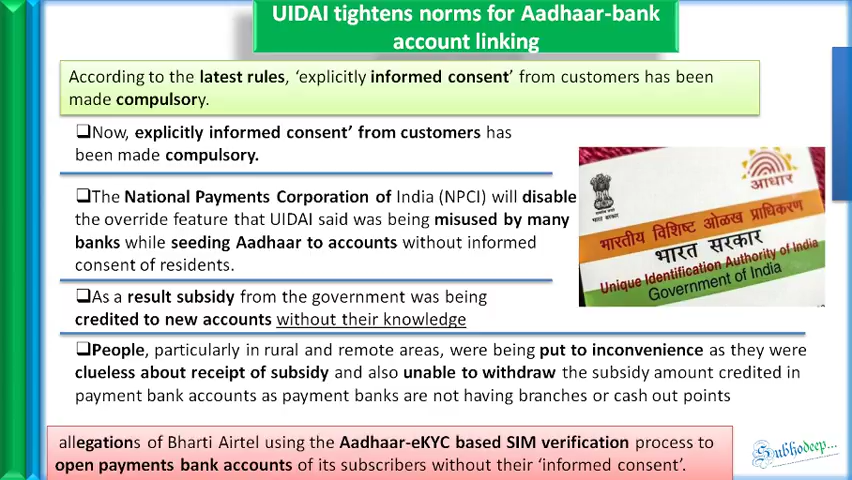 UIDAI tightens norms for Aadhaar-bank
account linking
According to the latest rules, ‘explicitly informed consent’ from customers has been
made compulsory.
❑Now, explicitly informed consent’ from customers has
been made compulsory.
❑The National Payments Corporation of India (NPCI) will disable
the override feature that UIDAI said was being misused by many
banks while seeding Aadhaar to accounts without informed
consent of residents.
❑As a result subsidy from the government was being
credited to new accounts without their knowledge
❑People, particularly in rural and remote areas, were being put to inconvenience as they were
clueless about receipt of subsidy and also unable to withdraw the subsidy amount credited in
payment bank accounts as payment banks are not having branches or cash out points
allegations of Bharti Airtel using the Aadhaar-eKYC based SIM verification process to
open payments bank accounts of its subscribers without their ‘informed consent’.
आधार
भारत सरकार
भारतीय विशिष्ट ओळख प्राधिकरण
भारत सरकार
Unique Identification Authority of India
Government of India
Subhodeep...